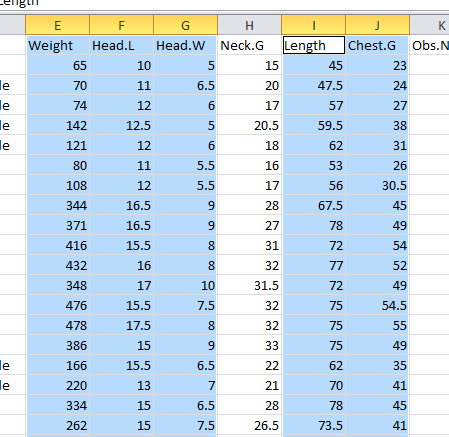 E F G H I J K
Weight Head.L Head.W Neck.G Length Chest.G Obs.N
65 10 5 15 45 23
le 70 11 6.5 20 47.5 24
le 74 12 6 17 57 27
le 142 12.5 5 20.5 59.5 38
le 121 12 6 18 62 31
80 11 5.5 16 53 26
108 12 5.5 17 56 30.5
344 16.5 9 28 67.5 45
371 16.5 9 27 78 49
416 15.5 8 31 72 54
432 16 8 32 77 52
348 17 10 31.5 72 49
476 15.5 7.5 32 75 54.5
478 17.5 8 32 75 55
386 15 9 33 75 49
le 166 15.5 6.5 22 62 35
le 220 13 7 21 70 41
334 15 6.5 28 78 45
262 15 7.5 26.5 73.5 41